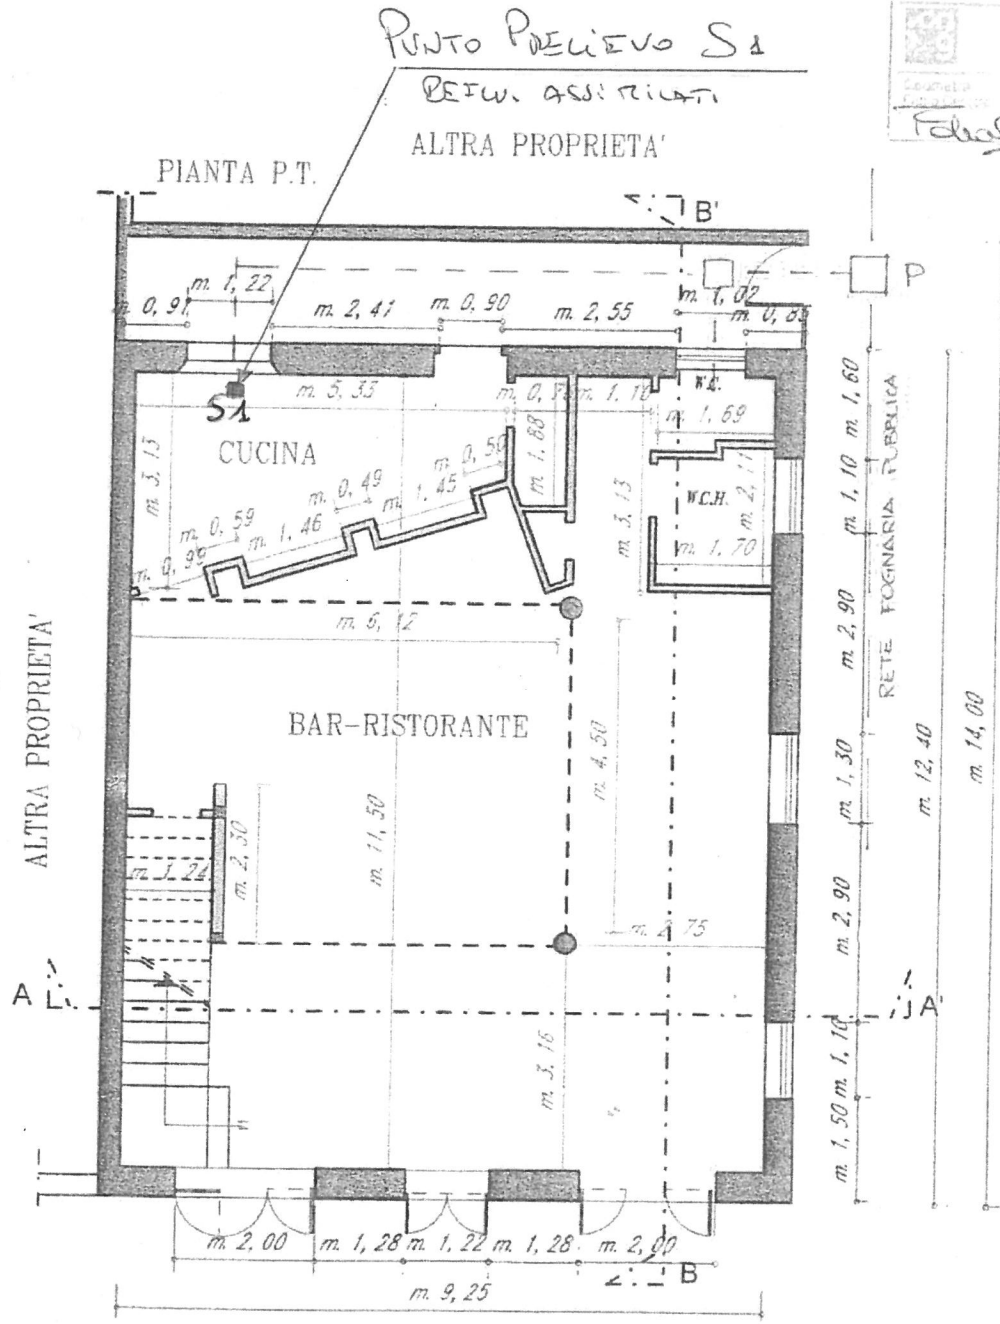 PUNTO PRELIEVO S1
REFLUI ASSIMILATI
ALTRA PROPRIETA'
PIANTA P.T.
B'
P
m. 1, 22
m. 0, 91
m. 2, 41
m. 0, 90
m. 2, 55
m. 1, 02
m. 0, 85
S1
m. 5, 33
m. 1, 10
W.C.
m. 1, 69
CUCINA
m. 3, 13
m. 1, 88
m. 3, 13
m. 0, 50
m. 1, 45
m. 0, 49
m. 1, 46
m. 0, 59
m. 0, 99
W.C.H.
m. 2, 11
m. 1, 70
m. 1, 60
m. 1, 10
RETE FOGNARIA PUBBLICA
m. 2, 90
m. 6, 12
BAR-RISTORANTE
m. 4, 50
m. 1, 30
m. 12, 40
m. 14, 00
ALTRA PROPRIETA'
m. 2, 30
m. 11, 50
m. 1, 24
m. 2, 75
m. 2, 90
A
A'
m. 3, 16
m. 1, 10
m. 1, 50
m. 2, 00
m. 1, 28
m. 1, 22
m. 1, 28
m. 2, 00
B
m. 9, 25